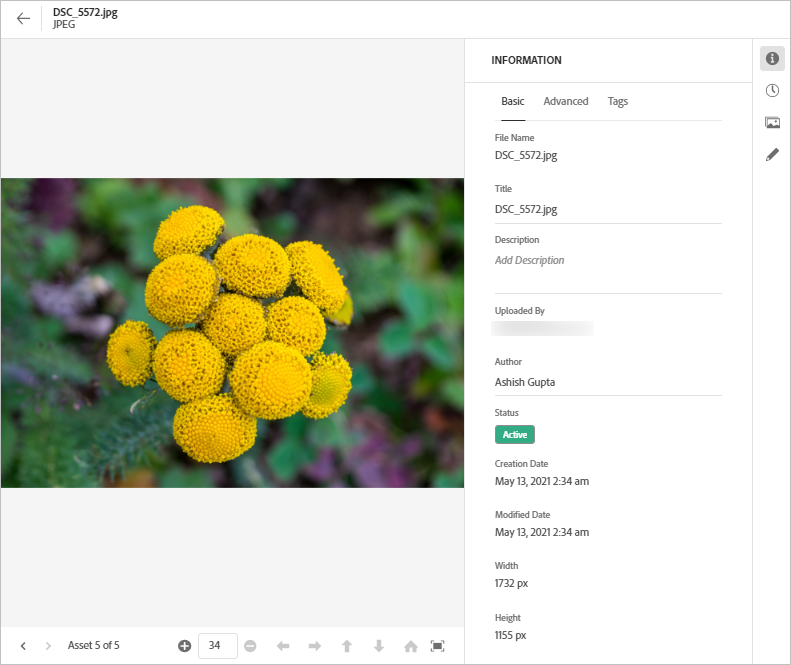 DSC_5572.jpg
JPEG
INFORMATION
Basic Advanced Tags
File Name
DSC_5572.jpg
Title
DSC_5572.jpg
Description
Add Description
Uploaded By
Author
Ashish Gupta
Status
Active
Creation Date
May 13, 2021 2:34 am
Modified Date
May 13, 2021 2:34 am
Width
1732 px
Height
1155 px
Asset 5 of 5
34